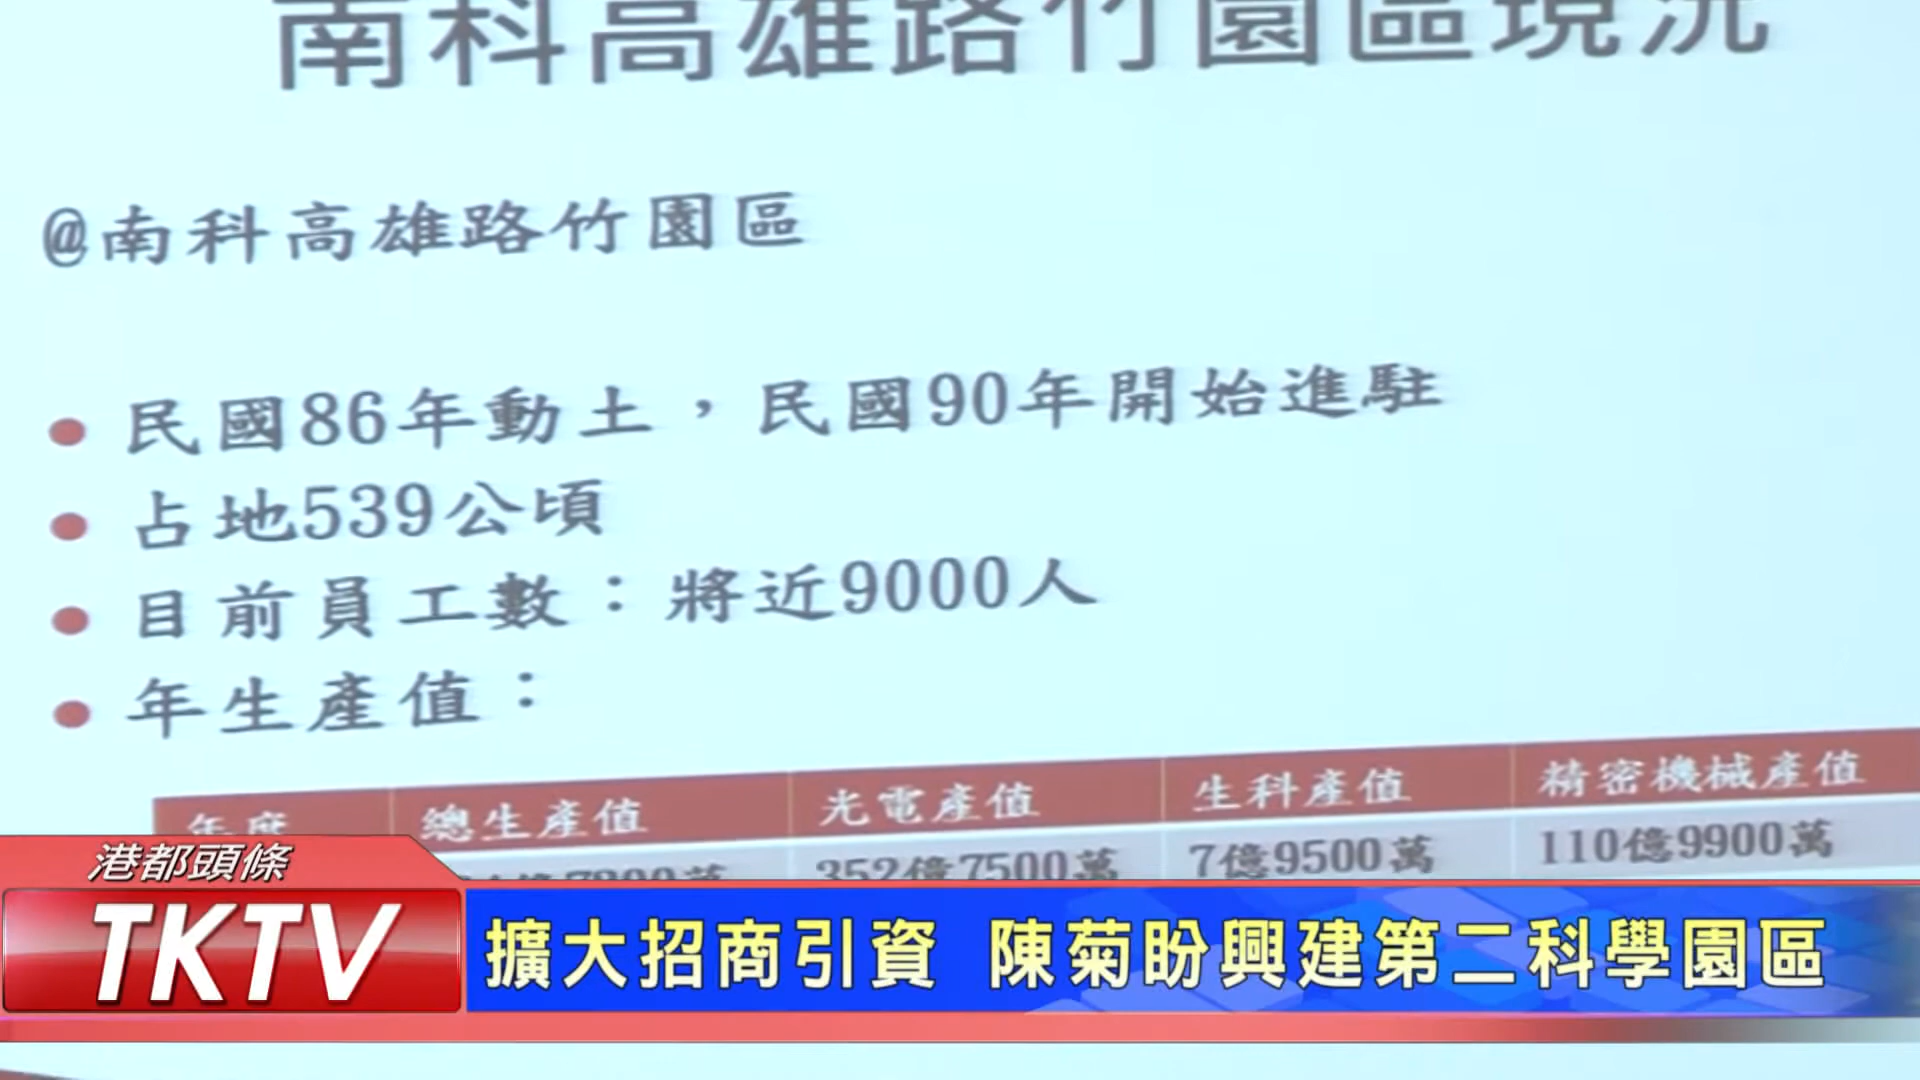 南科高雄路竹園區現況
@南科高雄路竹園區
民國86年動土，民國90年開始進駐
占地539公頃
目前員工數：將近9000人
年生產值：
年度 總生產值 光電產值 生科產值 精密機械產值
352億7500萬 7億9500萬 110億9900萬
港都頭條
TKTV
擴大招商引資 陳菊盼興建第二科學園區